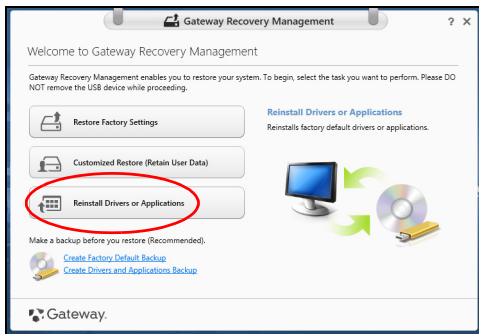 Gateway Recovery Management
? X
Welcome to Gateway Recovery Management
Gateway Recovery Management enables you to restore your system. To begin, select the task you want to perform. Please DO
NOT remove the USB device while proceeding.
Restore Factory Settings
Customized Restore (Retain User Data)
Reinstall Drivers or Applications
Reinstall Drivers or Applications
Reinstalls factory default drivers or applications.
Make a backup before you restore (Recommended).
Create Factory Default Backup
Create Drivers and Applications Backup
Gateway.